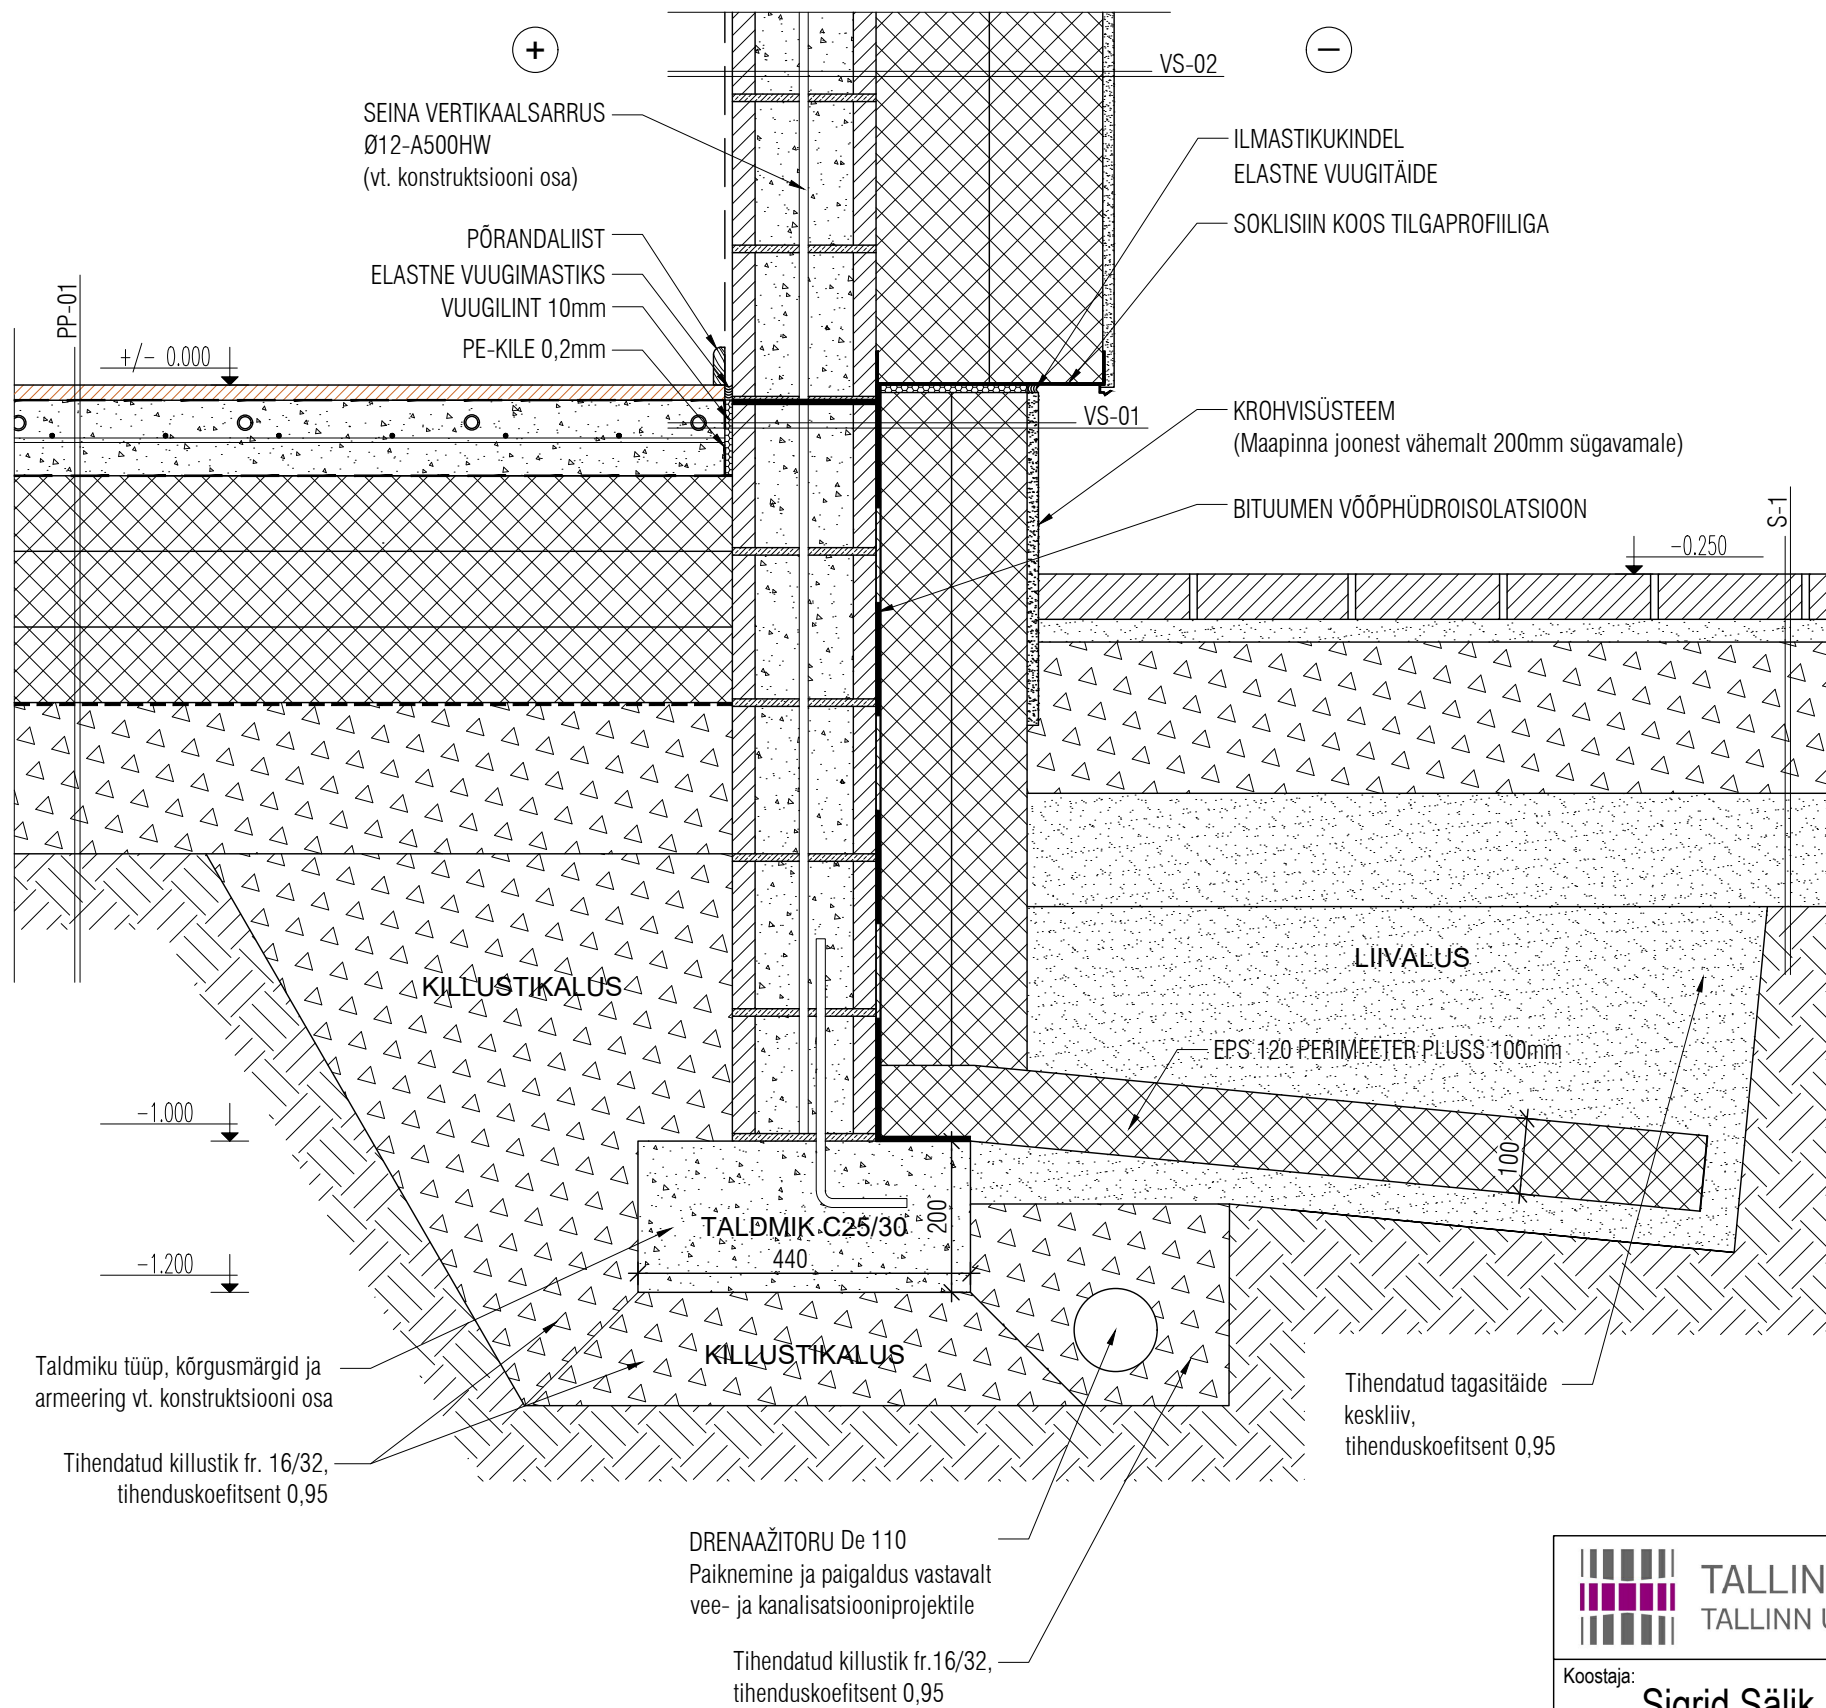 +
−
VS-02
SEINA VERTIKAALSARRUS
Ø12-A500HW
(vt. konstruktsiooni osa)
ILMASTIKUKINDEL
ELASTNE VUUGITÄIDE
SOKLISIIN KOOS TILGAPROFIILIGA
PÕRANDALIIST
ELASTNE VUUGIMASTIKS
VUUGILINT 10mm
PE-KILE 0,2mm
PP-01
+/- 0.000
VS-01
KROHVISÜSTEEM
(Maapinna joonest vähemalt 200mm sügavamale)
BITUUMEN VÕÕPHÜDROISOLATSIOON
S-1
-0.250
KILLUSTIKALUS
LIIVALUS
EPS 120 PERIMEETER PLUSS 100mm
-1.000
100
200
TALDMIK C25/30
440
-1.200
KILLUSTIKALUS
Taldmiku tüüp, kõrgusmärgid ja
armeering vt. konstruktsiooni osa
Tihendatud killustik fr. 16/32,
tihenduskoefitsent 0,95
Tihendatud tagasitäide
keskliiv,
tihenduskoefitsent 0,95
DRENAAŽITORU De 110
Paiknemine ja paigaldus vastavalt
vee- ja kanalisatsiooniprojektile
Tihendatud killustik fr.16/32,
tihenduskoefitsent 0,95
TALLIN
TALLINN U
Koostaja:
Sigrid Sälik